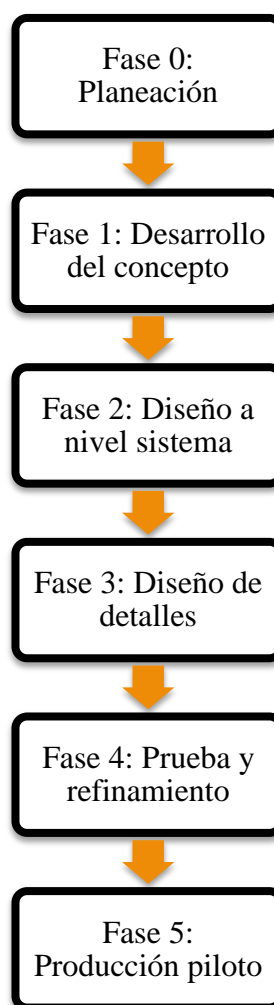 Fase 0:
Planeación
Fase 1: Desarrollo
del concepto
Fase 2: Diseño a
nivel sistema
Fase 3: Diseño de
detalles
Fase 4: Prueba y
refinamiento
Fase 5:
Producción piloto